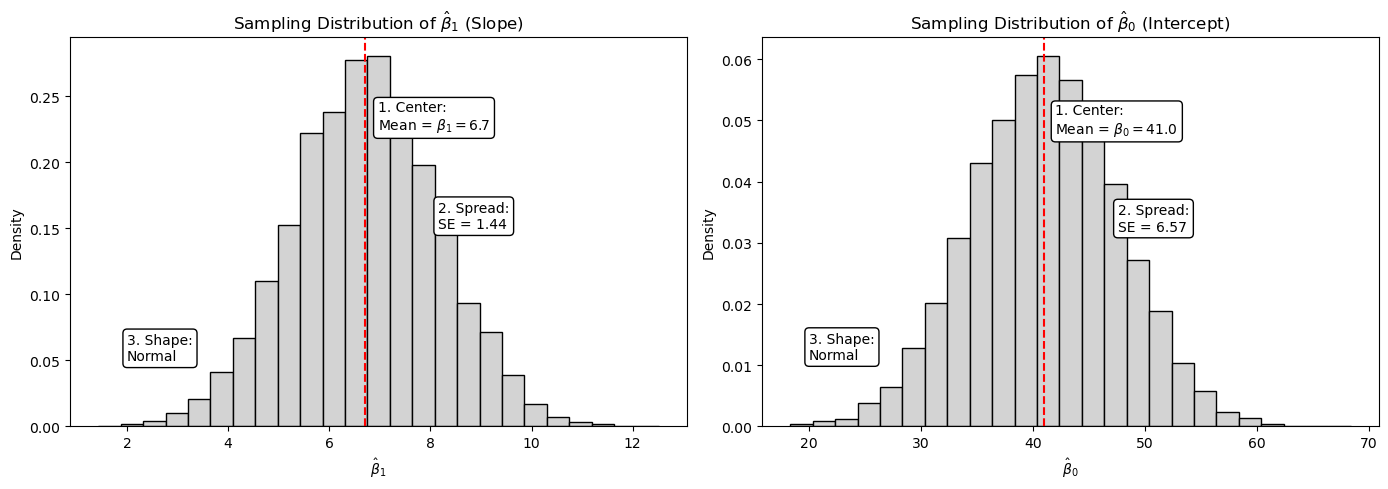 Sampling Distribution of β̂₁ (Slope)
Density
0.25
0.20
0.15
0.10
0.05
0.00
1. Center:
Mean = β₁ = 6.7
2. Spread:
SE = 1.44
3. Shape:
Normal
2 4 6 8 10 12
β̂₁
Sampling Distribution of β̂₀ (Intercept)
Density
0.06
0.05
0.04
0.03
0.02
0.01
0.00
1. Center:
Mean = β₀ = 41.0
2. Spread:
SE = 6.57
3. Shape:
Normal
20 30 40 50 60 70
β̂₀